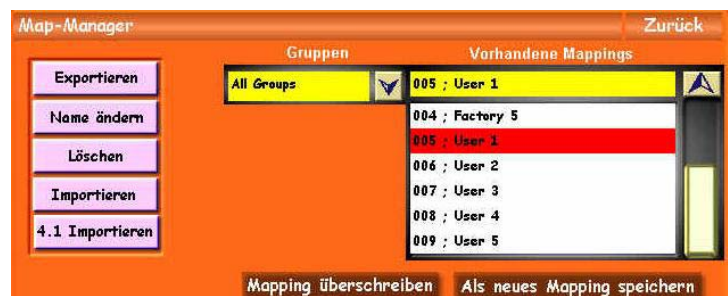 Map-Manager
Zurück
Gruppen
Vorhandene Mappings
Exportieren
Name ändern
Löschen
Importieren
4.1 Importieren
All Groups
005 ; User 1
004 ; Factory 5
005 ; User 1
006 ; User 2
007 ; User 3
008 ; User 4
009 ; User 5
Mapping überschreiben
Als neues Mapping speichern